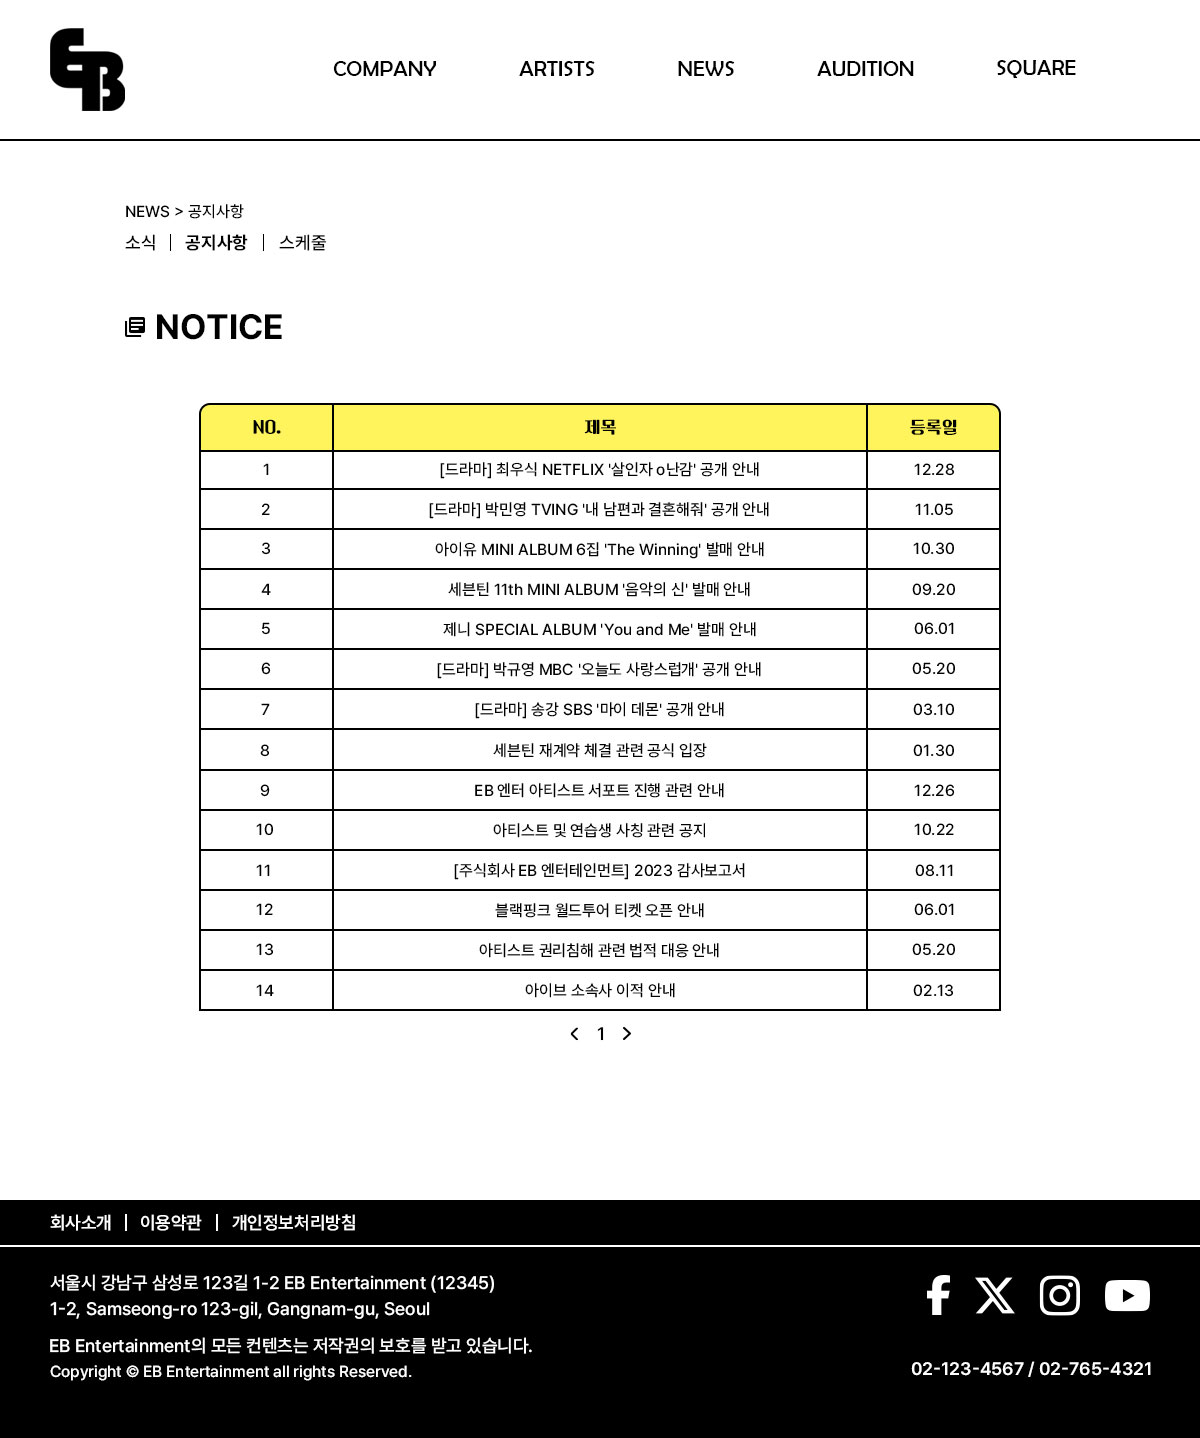 EB
COMPANY ARTISTS NEWS AUDITION SQUARE
NEWS > 공지사항
소식 | 공지사항 | 스케줄
NOTICE
NO. 제목 등록일
1 [드라마] 최우식 NETFLIX '살인자 o난감' 공개 안내 12.28
2 [드라마] 박민영 TVING '내 남편과 결혼해줘' 공개 안내 11.05
3 아이유 MINI ALBUM 6집 'The Winning' 발매 안내 10.30
4 세븐틴 11th MINI ALBUM '음악의 신' 발매 안내 09.20
5 제니 SPECIAL ALBUM 'You and Me' 발매 안내 06.01
6 [드라마] 박규영 MBC '오늘도 사랑스럽개' 공개 안내 05.20
7 [드라마] 송강 SBS '마이 데몬' 공개 안내 03.10
8 세븐틴 재계약 체결 관련 공식 입장 01.30
9 EB 엔터 아티스트 서포트 진행 관련 안내 12.26
10 아티스트 및 연습생 사칭 관련 공지 10.22
11 [주식회사 EB 엔터테인먼트] 2023 감사보고서 08.11
12 블랙핑크 월드투어 티켓 오픈 안내 06.01
13 아티스트 권리침해 관련 법적 대응 안내 05.20
14 아이브 소속사 이적 안내 02.13
< 1 >
회사소개 | 이용약관 | 개인정보처리방침
서울시 강남구 삼성로 123길 1-2 EB Entertainment (12345)
1-2, Samseong-ro 123-gil, Gangnam-gu, Seoul
EB Entertainment의 모든 컨텐츠는 저작권의 보호를 받고 있습니다.
Copyright © EB Entertainment all rights Reserved.
02-123-4567 / 02-765-4321